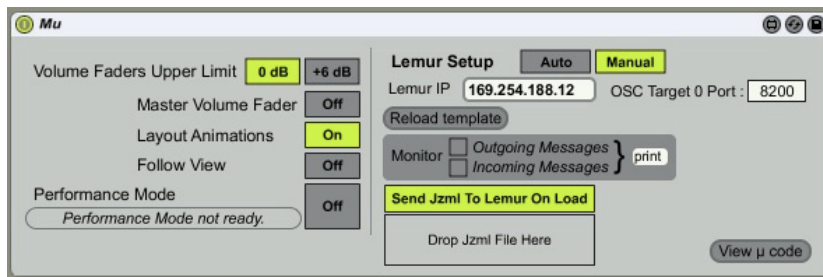 Mu
Volume Faders Upper Limit 0 dB +6 dB
Master Volume Fader Off
Layout Animations On
Follow View Off
Performance Mode Off
Performance Mode not ready.
Lemur Setup Auto Manual
Lemur IP 169.254.188.12 OSC Target 0 Port : 8200
Reload template
Monitor Outgoing Messages } print
Incoming Messages
Send Jzml To Lemur On Load
Drop Jzml File Here
View µ code